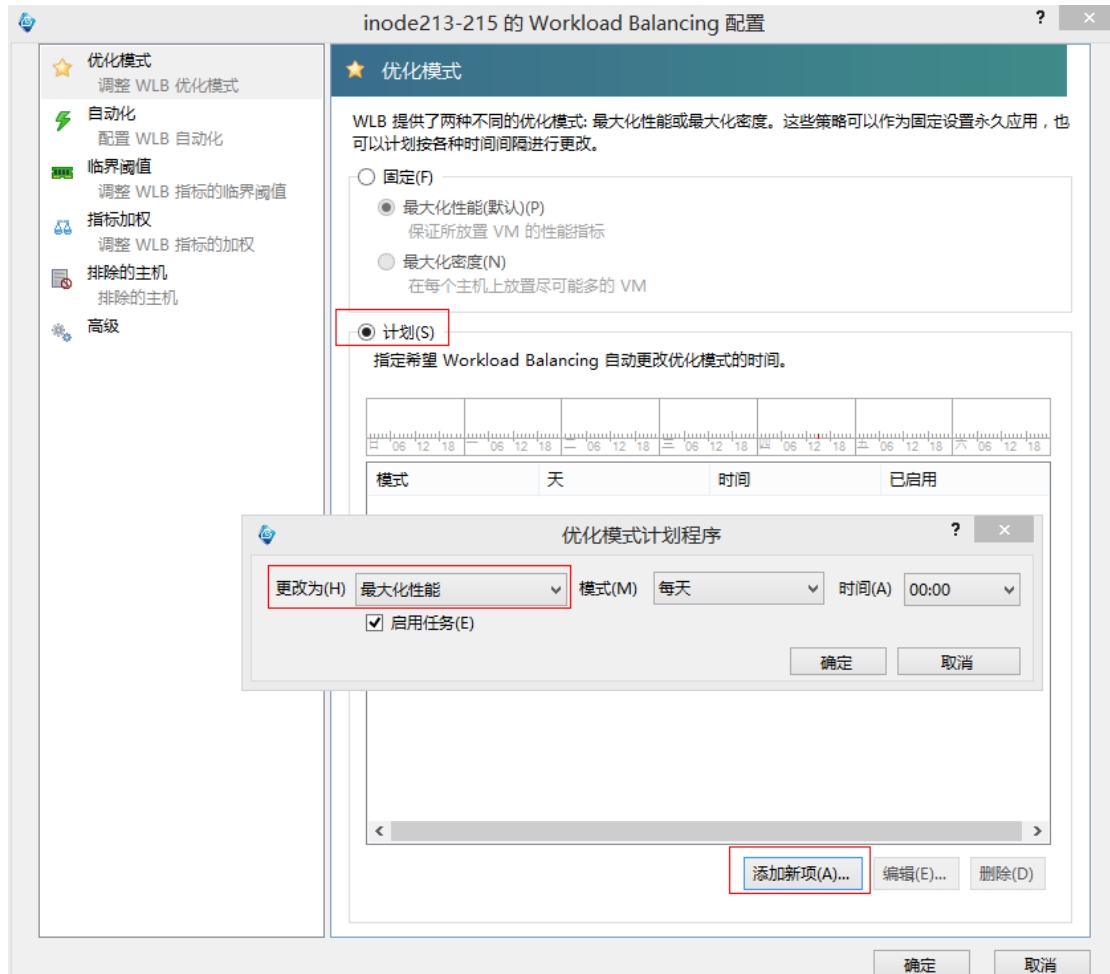 inode213-215 的 Workload Balancing 配置
?
优化模式
调整 WLB 优化模式
自动化
配置 WLB 自动化
临界阈值
调整 WLB 指标的临界阈值
指标加权
调整 WLB 指标的加权
排除的主机
排除的主机
高级
优化模式
WLB 提供了两种不同的优化模式: 最大化性能或最大化密度。这些策略可以作为固定设置永久应用，也
可以计划按各种时间间隔进行更改。
固定(F)
最大化性能(默认)(P)
保证所放置 VM 的性能指标
最大化密度(N)
在每个主机上放置尽可能多的 VM
计划(S)
指定希望 Workload Balancing 自动更改优化模式的时间。
日 06 12 18 一 06 12 18 二 06 12 18 三 06 12 18 四 06 12 18 五 06 12 18 六 06 12 18
模式 天 时间 已启用
优化模式计划程序 ?
更改为(H) 最大化性能 模式(M) 每天 时间(A) 00:00
启用任务(E)
确定 取消
添加新项(A)... 编辑(E)... 删除(D)
确定 取消